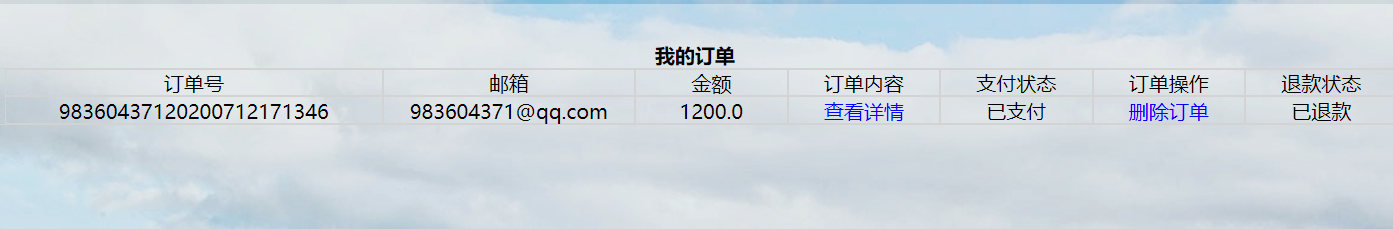 我的订单
订单号 邮箱 金额 订单内容 支付状态 订单操作 退款状态
98360437120200712171346 983604371@qq.com 1200.0 查看详情 已支付 删除订单 已退款